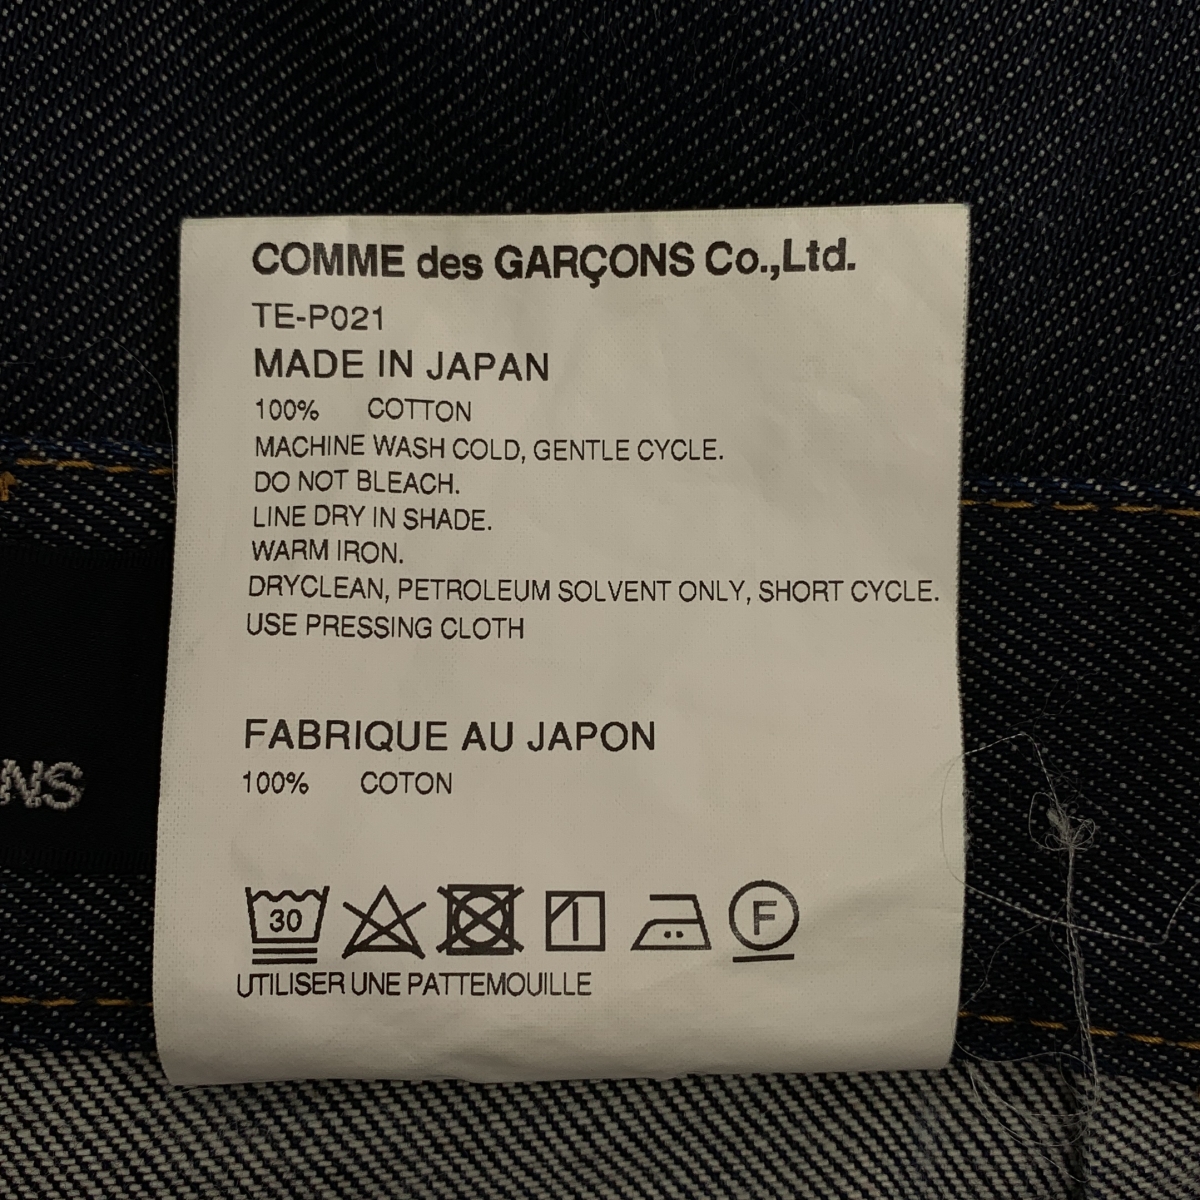 COMME des GARÇONS Co.,Ltd.
TE-P021
MADE IN JAPAN
100% COTTON
MACHINE WASH COLD, GENTLE CYCLE.
DO NOT BLEACH.
LINE DRY IN SHADE.
WARM IRON.
DRYCLEAN, PETROLEUM SOLVENT ONLY, SHORT CYCLE.
USE PRESSING CLOTH
FABRIQUE AU JAPON
100% COTON
30 F
UTILISER UNE PATTEMOUILLE
NS